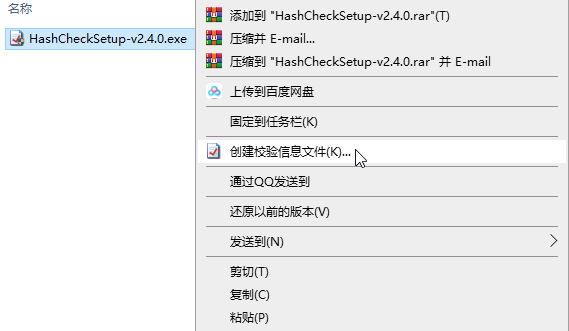 名称
HashCheckSetup-v2.4.0.exe
添加到 "HashCheckSetup-v2.4.0.rar"(T)
压缩并 E-mail...
压缩到 "HashCheckSetup-v2.4.0.rar" 并 E-mail
上传到百度网盘
固定到任务栏(K)
创建校验信息文件(K)...
通过QQ发送到
还原以前的版本(V)
发送到(N)
剪切(T)
复制(C)
粘贴(P)